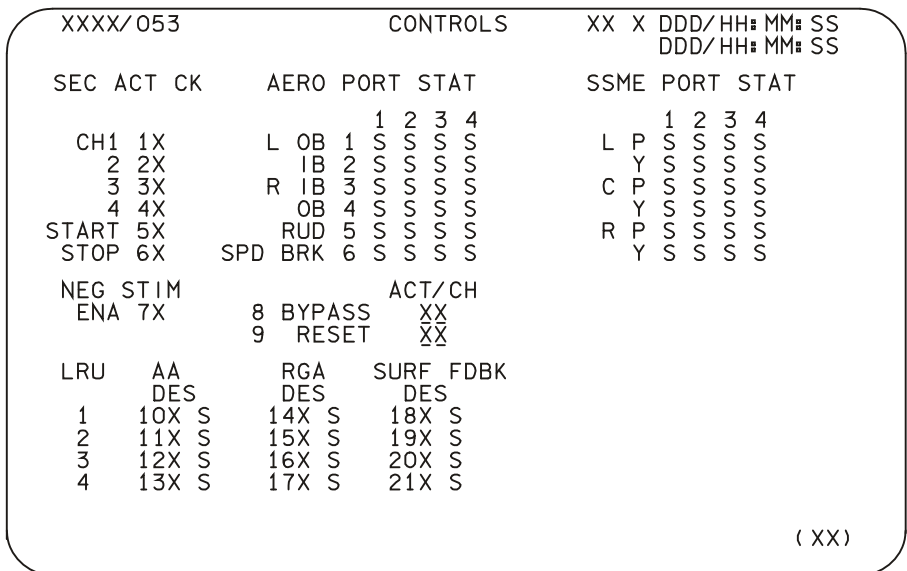 XXXX/053 CONTROLS XX X DDD/HH:MM:SS
DDD/HH:MM:SS
SEC ACT CK AERO PORT STAT SSME PORT STAT
1 2 3 4 1 2 3 4
CH1 1X L OB 1 S S S S L P S S S S
2 2X IB 2 S S S S Y S S S S
3 3X R IB 3 S S S S C P S S S S
4 4X OB 4 S S S S Y S S S S
START 5X RUD 5 S S S S R P S S S S
STOP 6X SPD BRK 6 S S S S Y S S S S
NEG STIM ACT/CH
ENA 7X 8 BYPASS XX
9 RESET XX
LRU AA RGA SURF FDBK
DES DES DES
1 10X S 14X S 18X S
2 11X S 15X S 19X S
3 12X S 16X S 20X S
4 13X S 17X S 21X S
(XX)